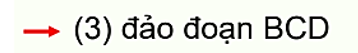 (3) đảo đoạn BCD